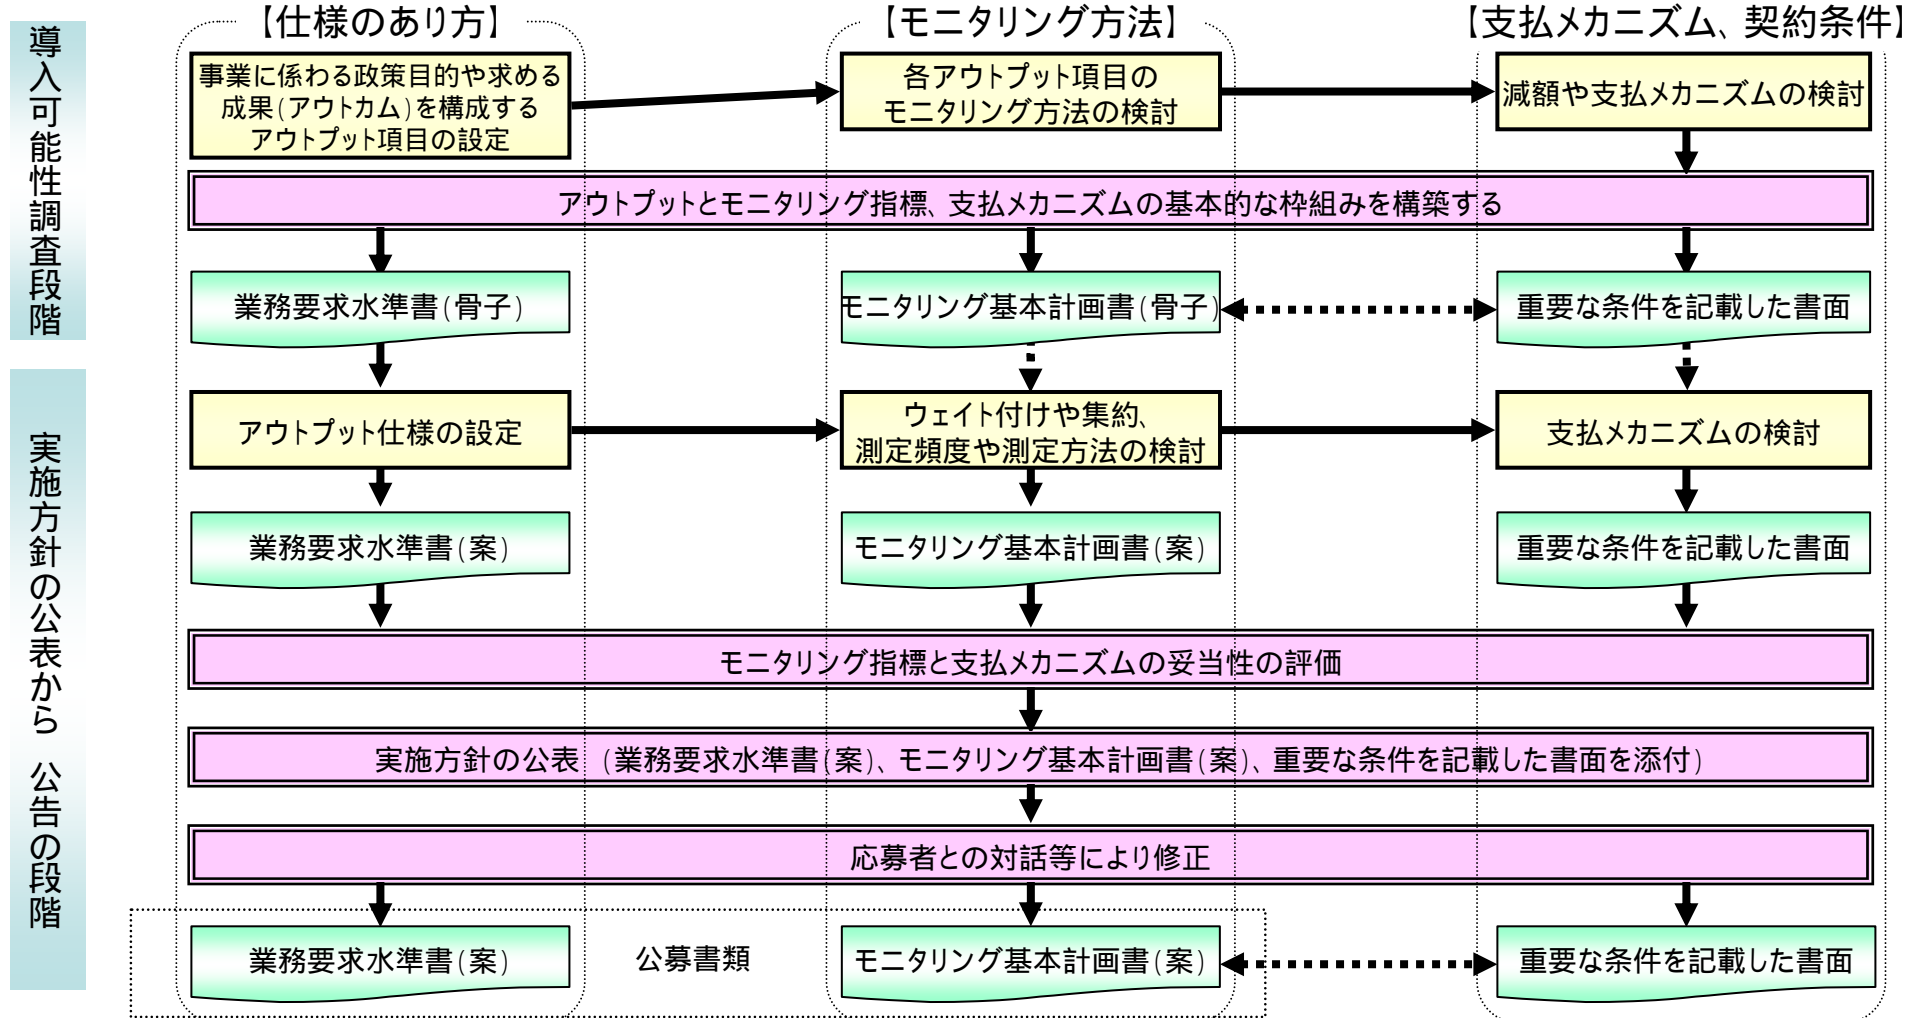 【仕様のあり方】
【モニタリング方法】
【支払メカニズム、契約条件】
導入可能性調査段階
事業に係わる政策目的や求める
成果(アウトカム)を構成する
アウトプット項目の設定
各アウトプット項目の
モニタリング方法の検討
減額や支払メカニズムの検討
アウトプットとモニタリング指標、支払メカニズムの基本的な枠組みを構築する
業務要求水準書(骨子)
モニタリング基本計画書(骨子)
重要な条件を記載した書面
実施方針の公表から 公告の段階
アウトプット仕様の設定
ウェイト付けや集約、
測定頻度や測定方法の検討
支払メカニズムの検討
業務要求水準書(案)
モニタリング基本計画書(案)
重要な条件を記載した書面
モニタリング指標と支払メカニズムの妥当性の評価
実施方針の公表 (業務要求水準書(案)、モニタリング基本計画書(案)、重要な条件を記載した書面を添付)
応募者との対話等により修正
業務要求水準書(案)
公募書類
モニタリング基本計画書(案)
重要な条件を記載した書面